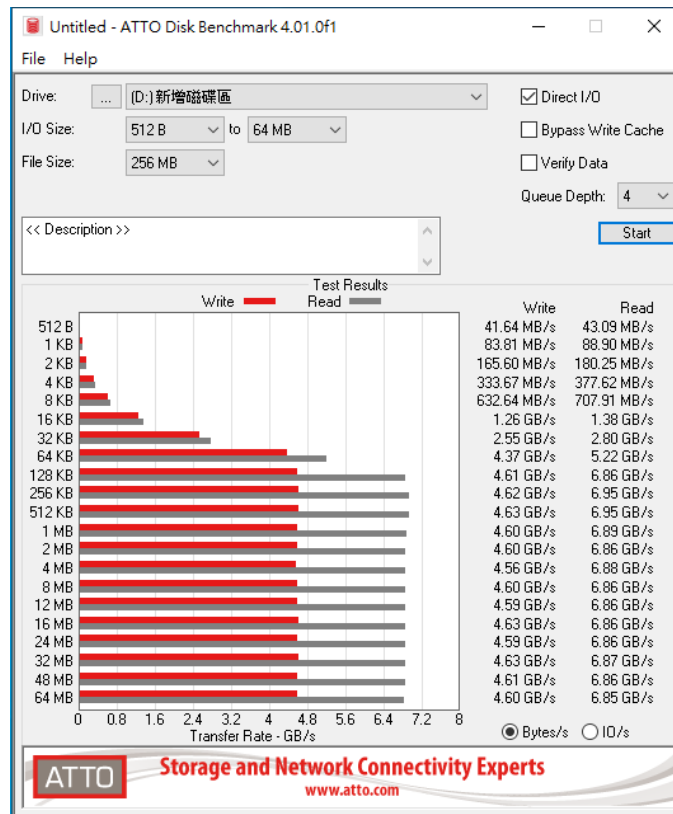 Untitled - ATTO Disk Benchmark 4.01.0f1
File Help
Drive: ... (D:)新增磁碟區
Direct I/O
I/O Size: 512 B to 64 MB
Bypass Write Cache
File Size: 256 MB
Verify Data
Queue Depth: 4
<< Description >>
Start
Test Results
Write Read
Write Read
512 B 41.64 MB/s 43.09 MB/s
1 KB 83.81 MB/s 88.90 MB/s
2 KB 165.60 MB/s 180.25 MB/s
4 KB 333.67 MB/s 377.62 MB/s
8 KB 632.64 MB/s 707.91 MB/s
16 KB 1.26 GB/s 1.38 GB/s
32 KB 2.55 GB/s 2.80 GB/s
64 KB 4.37 GB/s 5.22 GB/s
128 KB 4.61 GB/s 6.86 GB/s
256 KB 4.62 GB/s 6.95 GB/s
512 KB 4.63 GB/s 6.95 GB/s
1 MB 4.60 GB/s 6.89 GB/s
2 MB 4.60 GB/s 6.86 GB/s
4 MB 4.56 GB/s 6.88 GB/s
8 MB 4.60 GB/s 6.86 GB/s
12 MB 4.59 GB/s 6.86 GB/s
16 MB 4.63 GB/s 6.86 GB/s
24 MB 4.59 GB/s 6.86 GB/s
32 MB 4.63 GB/s 6.87 GB/s
48 MB 4.61 GB/s 6.86 GB/s
64 MB 4.60 GB/s 6.85 GB/s
0 0.8 1.6 2.4 3.2 4 4.8 5.6 6.4 7.2 8
Transfer Rate - GB/s
Bytes/s IO/s
ATTO
Storage and Network Connectivity Experts
www.atto.com